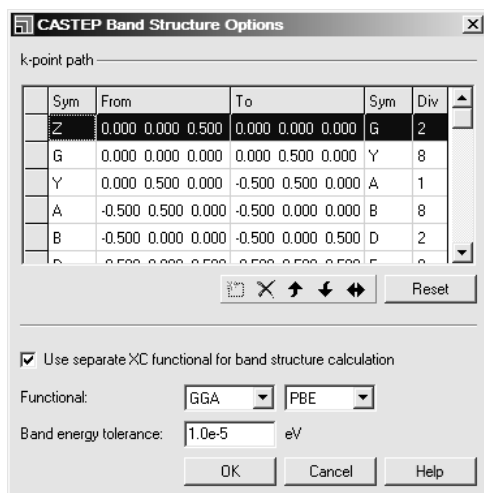 CASTEP Band Structure Options
k-point path
Sym From To Sym Div
Z 0.000 0.000 0.500 0.000 0.000 0.000 G 2
G 0.000 0.000 0.000 0.000 0.500 0.000 Y 8
Y 0.000 0.500 0.000 -0.500 0.500 0.000 A 1
A -0.500 0.500 0.000 -0.500 0.000 0.000 B 8
B -0.500 0.000 0.000 -0.500 0.000 0.500 D 2
Reset
Use separate XC functional for band structure calculation
Functional: GGA PBE
Band energy tolerance: 1.0e-5 eV
OK Cancel Help